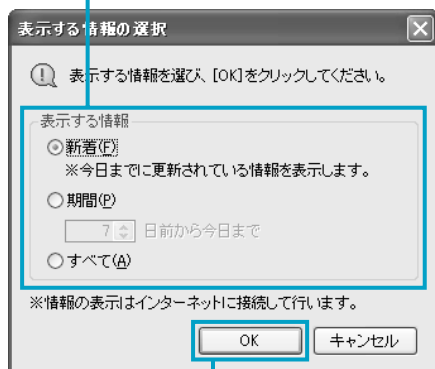 表示する情報の選択
表示する情報を選び、[OK]をクリックしてください。
表示する情報
新着(F)
※今日までに更新されている情報を表示します。
期間(P)
7 日前から今日まで
すべて(A)
※情報の表示はインターネットに接続して行います。
OK キャンセル